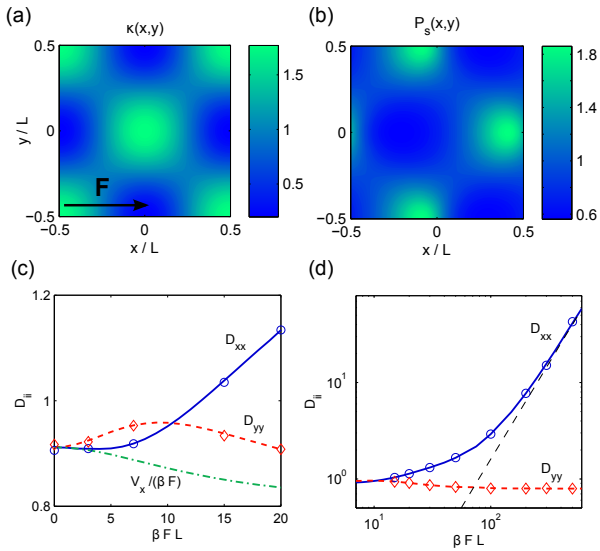 (a)
κ(x,y)
0.5
0
−0.5
y / L
F
−0.5
0
0.5
x / L
1.5
1
0.5
(b)
P_s(x,y)
0.5
0
−0.5
−0.5
0
0.5
x / L
1.8
1.4
1
0.6
(c)
1.2
1
0.8
D_ii
D_xx
D_yy
V_x/(β F)
0
5
10
15
20
β F L
(d)
10^1
10^0
D_ii
D_xx
D_yy
10^1
10^2
β F L